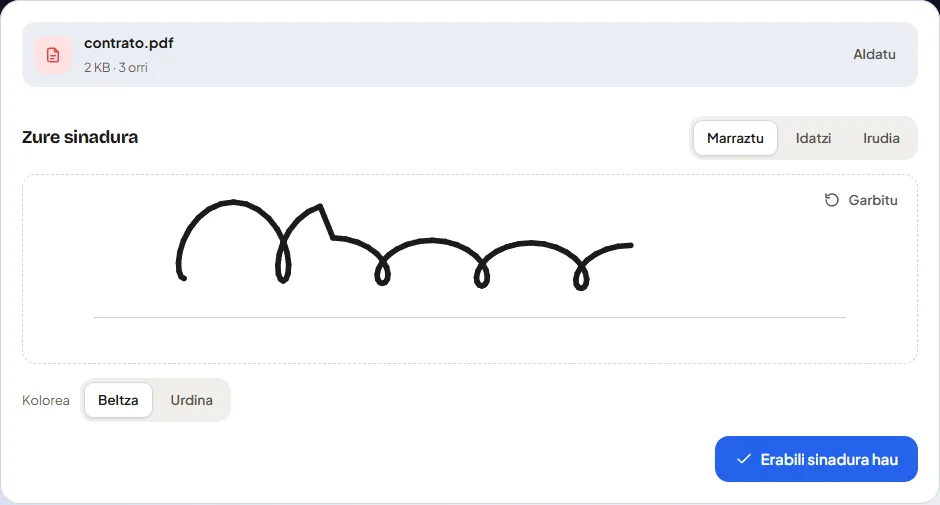 contrato.pdf
2 KB · 3 orri
Aldatu
Zure sinadura
Marraztu
Idatzi
Irudia
Garbitu
Kolorea
Beltza
Urdina
Erabili sinadura hau